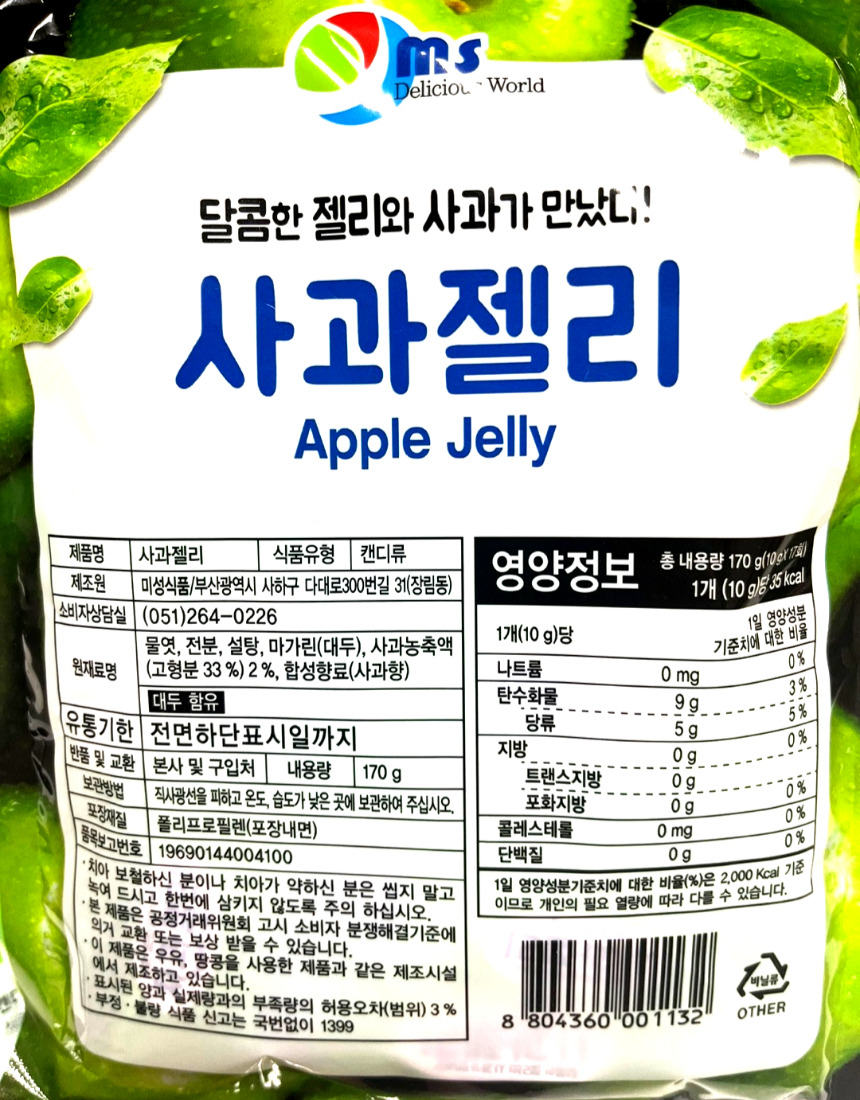 ms
Delicious World
달콤한 젤리와 사과가 만났다!
사과젤리
Apple Jelly
제품명 사과젤리 식품유형 캔디류
제조원 미성식품/부산광역시 사하구 다대로300번길 31(장림동)
소비자상담실 (051)264-0226
원재료명 물엿, 전분, 설탕, 마가린(대두), 사과농축액
(고형분 33 %) 2 %, 합성향료(사과향)
대두 함유
유통기한 전면하단표시일까지
반품 및 교환 본사 및 구입처 내용량 170 g
보관방법 직사광선을 피하고 온도, 습도가 낮은 곳에 보관하여 주십시오.
포장재질 폴리프로필렌(포장내면)
품목보고번호 19690144004100
· 치아 보철하신 분이나 치아가 약하신 분은 씹지 말고
녹여 드시고 한번에 삼키지 않도록 주의 하십시오.
· 본 제품은 공정거래위원회 고시 소비자 분쟁해결기준에
의거 교환 또는 보상 받을 수 있습니다.
· 이 제품은 우유, 땅콩을 사용한 제품과 같은 제조시설
에서 제조하고 있습니다.
· 표시된 양과 실제량과의 부족량의 허용오차(범위) 3 %
· 부정 · 불량 식품 신고는 국번없이 1399
영양정보 총 내용량 170 g(10 g X 17회)
1개 (10 g)당 35 kcal
1개(10 g)당 1일 영양성분
기준치에 대한 비율
나트륨 0 mg 0 %
탄수화물 9 g 3 %
당류 5 g 5 %
지방 0 g 0 %
트랜스지방 0 g
포화지방 0 g 0 %
콜레스테롤 0 mg 0 %
단백질 0 g 0 %
1일 영양성분기준치에 대한 비율(%)은 2,000 Kcal 기준
이므로 개인의 필요 열량에 따라 다를 수 있습니다.
8 804360 001132
비닐류
OTHER